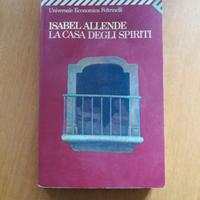 Universale Economica Feltrinelli
ISABEL ALLENDE
LA CASA DEGLI SPIRITI